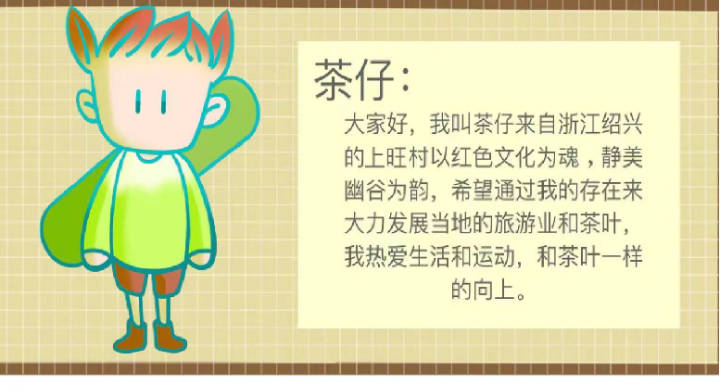 茶仔：
大家好，我叫茶仔来自浙江绍兴
的上旺村以红色文化为魂，静美
幽谷为韵，希望通过我的存在来
大力发展当地的旅游业和茶叶，
我热爱生活和运动，和茶叶一样
的向上。